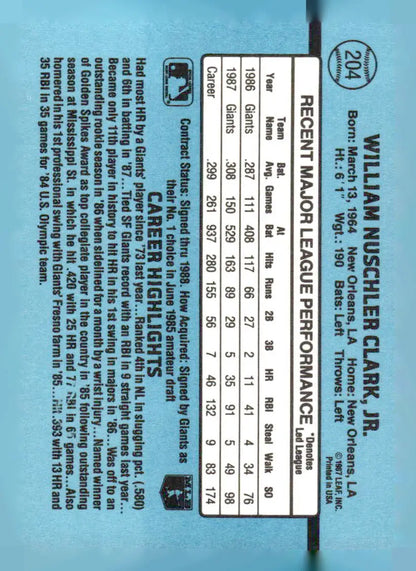 204
WILLIAM NUSCHLER CLARK, JR.
Born: March 13, 1964 New Orleans, LA Home: New Orleans, LA
Ht.: 6'1" Wgt.: 190 Bats: Left Throws: Left
©1987 LEAF, INC.
Printed in USA
RECENT MAJOR LEAGUE PERFORMANCE
*Denotes
Led League
Year Team Name Bat. Avg. Games At Bat Hits Runs 2B 3B HR RBI Steal Walk SO
1986 Giants .287 111 408 117 66 27 2 11 41 4 34 76
1987 Giants .308 150 529 163 89 29 5 35 91 5 49 98
Career .299 261 937 280 155 56 7 46 132 9 83 174
Contract Status: Signed thru 1988. How Acquired: Signed by Giants as
their No. 1 choice in June 1985 amateur draft
MLBPA
CAREER HIGHLIGHTS
Had most HR by a Giants' player since '73 last year... Ranked 4th in NL in slugging pct. (.580)
and 6th in batting in '87... Tied SF Giants record with an RBI in 9 straight games last year...
Became only 11th player in history to hit HR in his 1st swing in majors in '86... Was off to an
outstanding rookie season in '86 when sidelined for a month by a wrist injury... Named winner
of Golden Spikes Award as top collegiate player in the country in '85 following outstanding
season at Mississippi St. in which he hit .420 with 25 HR and 77 RBI in 65 games... Also
homered in his 1st professional swing with Giants' Fresno farm in '85... Hit .393 with 13 HR and
35 RBI in 35 games for '84 U.S. Olympic team.